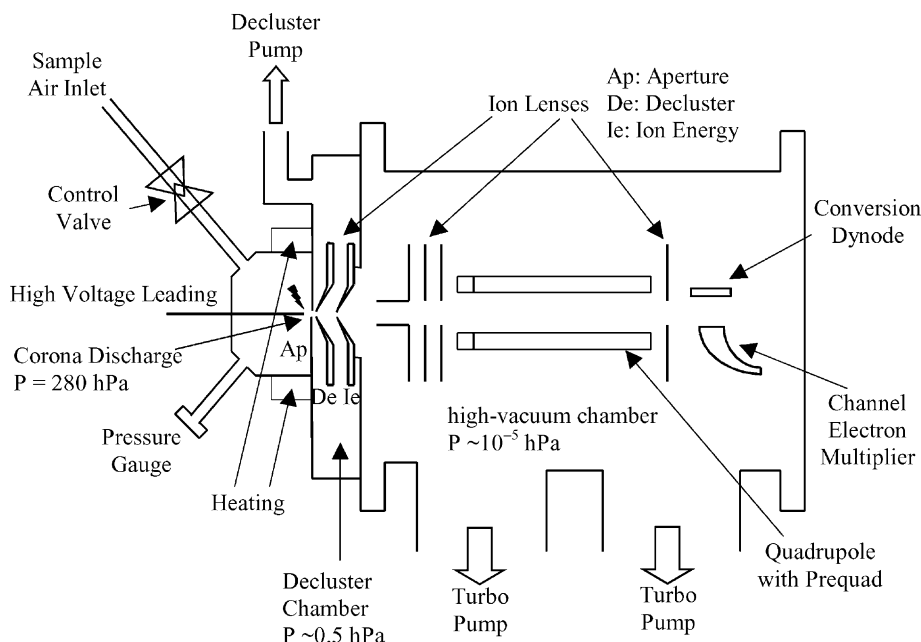 Decluster
Pump
Sample
Air Inlet
Ion Lenses
Ap: Aperture
De: Decluster
Ie: Ion Energy
Control
Valve
Conversion
Dynode
High Voltage Leading
Corona Discharge
P = 280 hPa
Ap
De Ie
high-vacuum chamber
P ~10⁻⁵ hPa
Channel
Electron
Multiplier
Pressure
Gauge
Heating
Quadrupole
with Prequad
Decluster
Chamber
P ~0.5 hPa
Turbo
Pump
Turbo
Pump